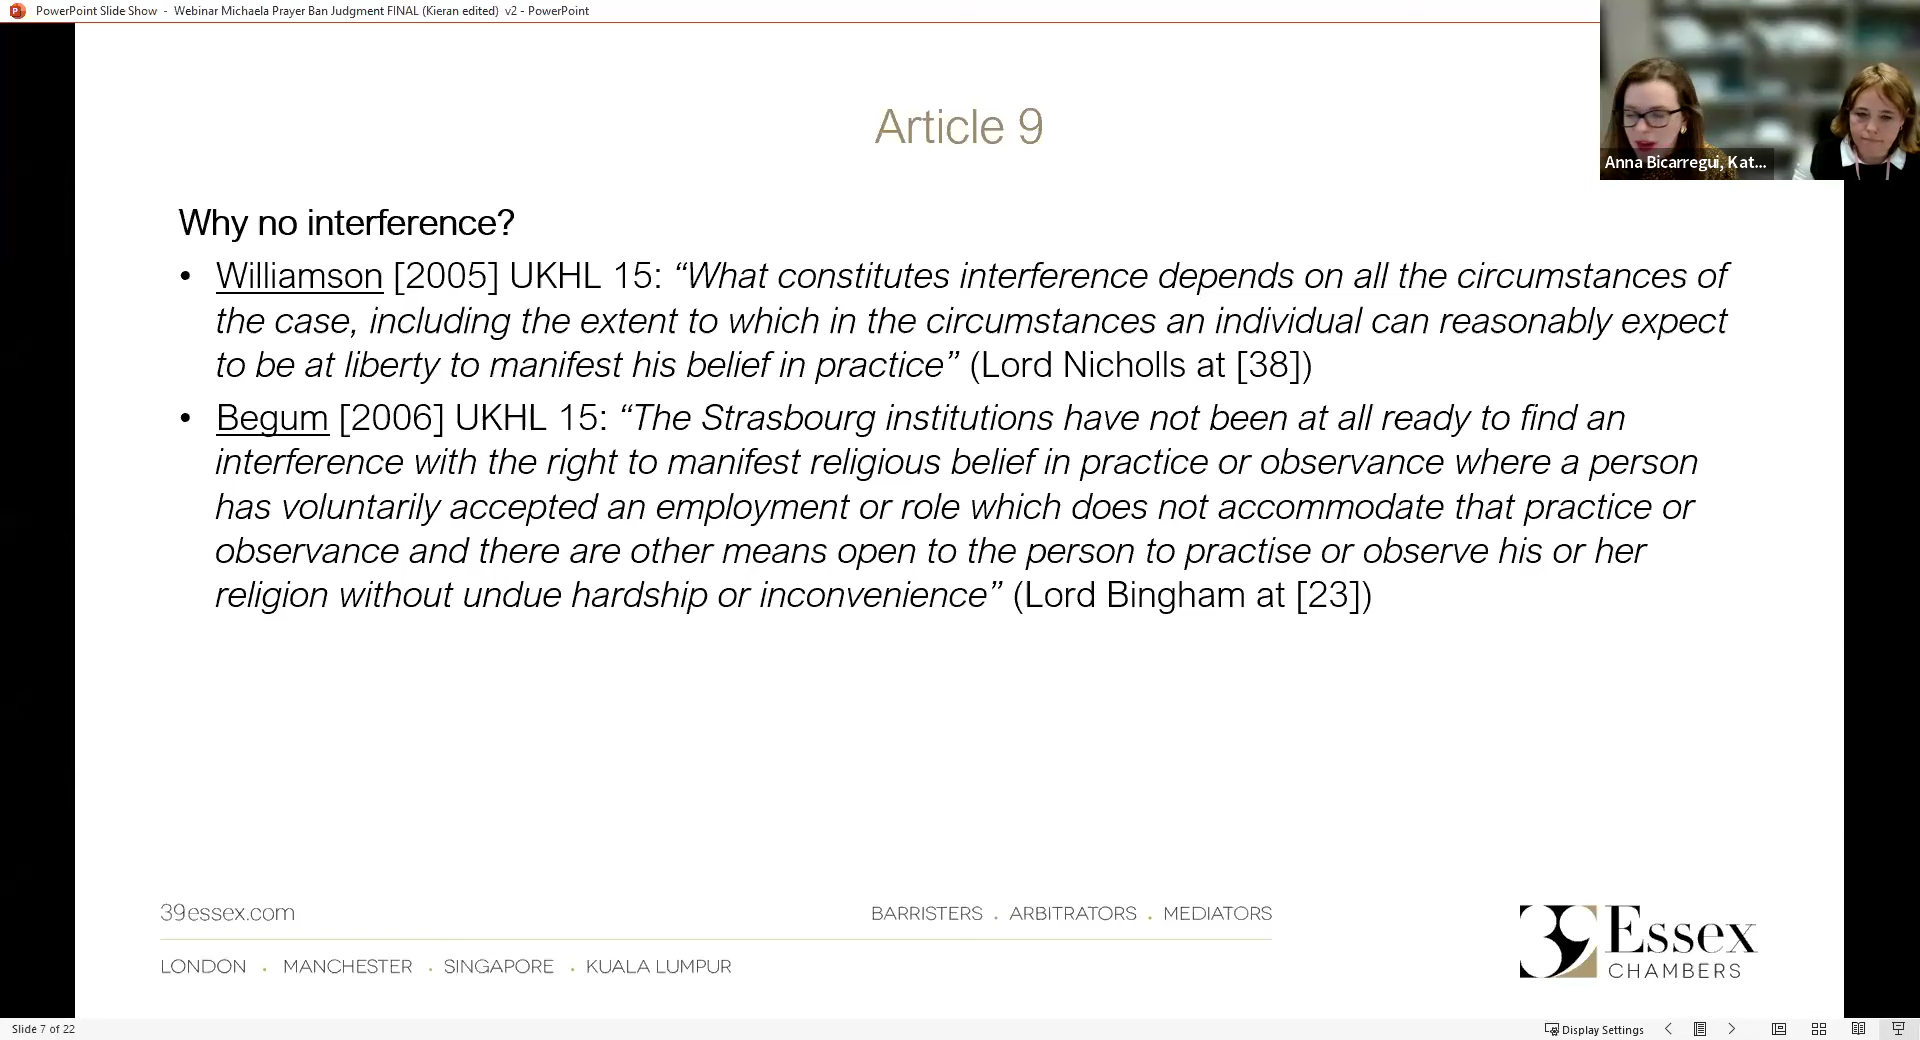 PowerPoint Slide Show - Webinar Michaela Prayer Ban Judgment FINAL (Kieran edited) v2 - PowerPoint
Anna Bicarregui, Kat...
Article 9
Why no interference?
• Williamson [2005] UKHL 15: “What constitutes interference depends on all the circumstances of
the case, including the extent to which in the circumstances an individual can reasonably expect
to be at liberty to manifest his belief in practice” (Lord Nicholls at [38])
• Begum [2006] UKHL 15: “The Strasbourg institutions have not been at all ready to find an
interference with the right to manifest religious belief in practice or observance where a person
has voluntarily accepted an employment or role which does not accommodate that practice or
observance and there are other means open to the person to practise or observe his or her
religion without undue hardship or inconvenience” (Lord Bingham at [23])
39essex.com
BARRISTERS . ARBITRATORS . MEDIATORS
LONDON . MANCHESTER . SINGAPORE . KUALA LUMPUR
39 Essex
CHAMBERS
Slide 7 of 22
Display Settings